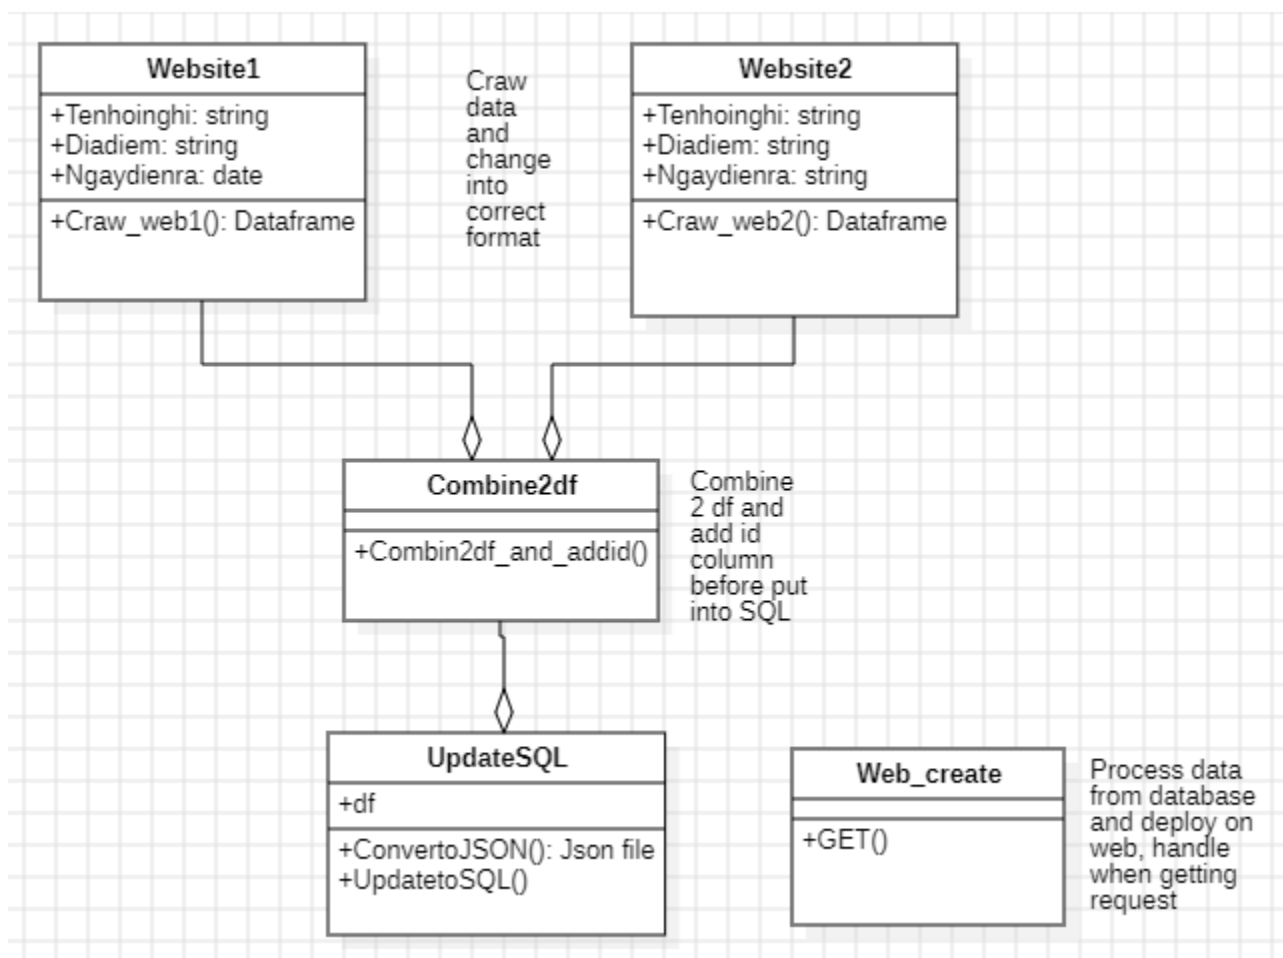 Website1
+Tenhoinghi: string
+Diadiem: string
+Ngaydienra: date
+Craw_web1(): Dataframe
Craw
data
and
change
into
correct
format
Website2
+Tenhoinghi: string
+Diadiem: string
+Ngaydienra: string
+Craw_web2(): Dataframe
Combine2df
+Combin2df_and_addid()
Combine
2 df and
add id
column
before put
into SQL
UpdateSQL
+df
+ConvertoJSON(): Json file
+UpdatetoSQL()
Web_create
+GET()
Process data
from database
and deploy on
web, handle
when getting
request